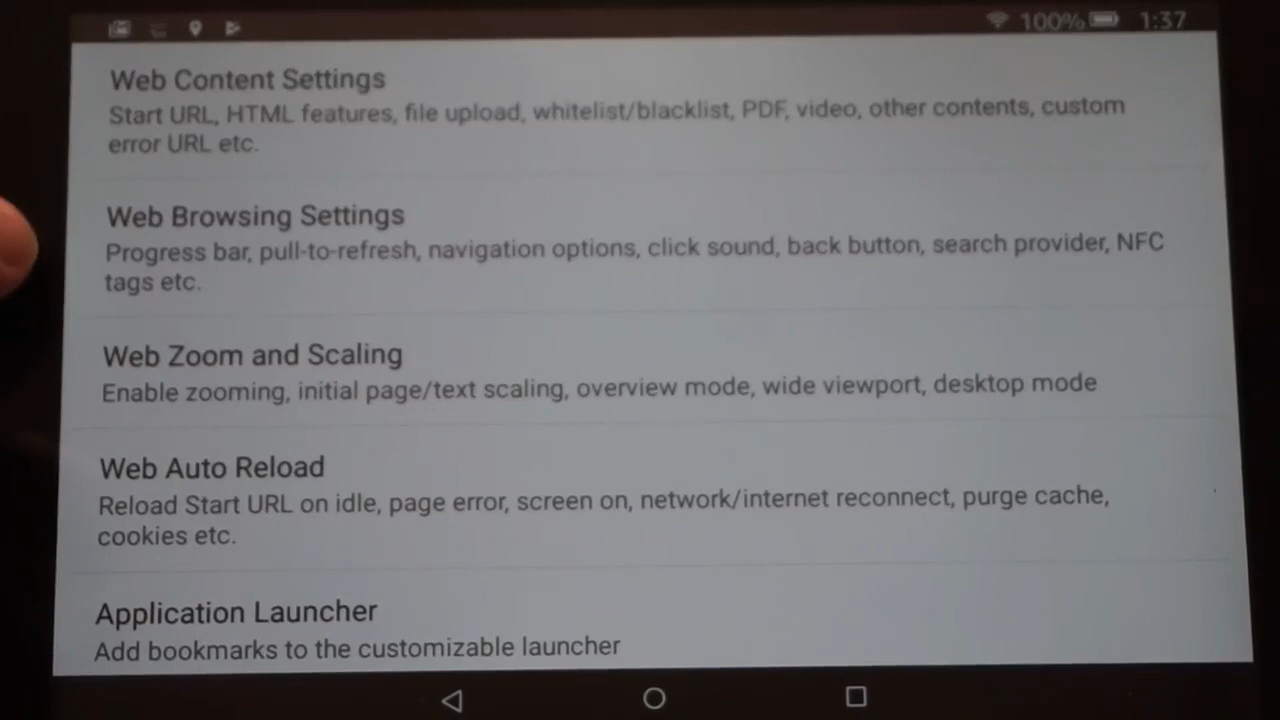 100% 1:37
Web Content Settings
Start URL, HTML features, file upload, whitelist/blacklist, PDF, video, other contents, custom
error URL etc.
Web Browsing Settings
Progress bar, pull-to-refresh, navigation options, click sound, back button, search provider, NFC
tags etc.
Web Zoom and Scaling
Enable zooming, initial page/text scaling, overview mode, wide viewport, desktop mode
Web Auto Reload
Reload Start URL on idle, page error, screen on, network/internet reconnect, purge cache,
cookies etc.
Application Launcher
Add bookmarks to the customizable launcher